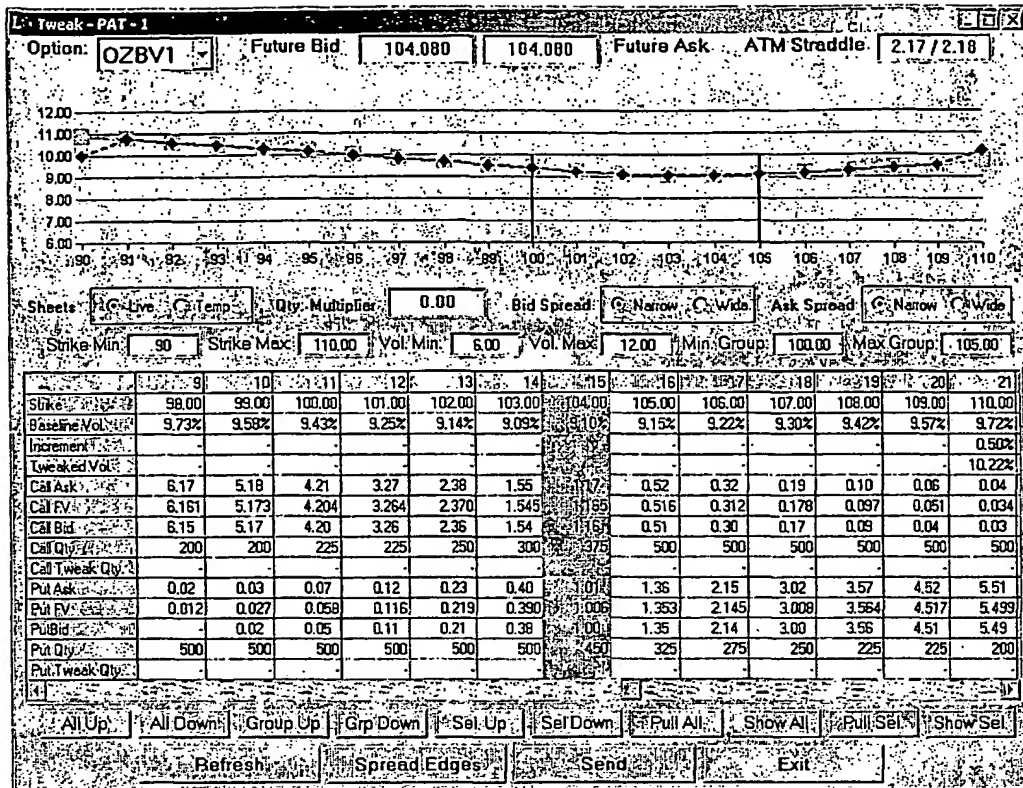 Tweak - PAT - 1
Option: OZBV1 Future Bid 104.080 104.080 Future Ask ATM Straddle 2.17 / 2.18
12.00
11.00
10.00
9.00
8.00
7.00
6.00
90 91 92 93 94 95 96 97 98 99 100 101 102 103 104 105 106 107 108 109 110
Sheets Live Temp Qty. Multiplier 0.00 Bid Spread Narrow Wide Ask Spread Narrow Wide
Strike Min 90 Strike Max 110.00 Vol. Min. 6.00 Vol. Max 12.00 Min. Group 100.00 Max Group 105.00
9 10 11 12 13 14 15 16 17 18 19 20 21
Strike 98.00 99.00 100.00 101.00 102.00 103.00 104.00 105.00 106.00 107.00 108.00 109.00 110.00
Baseline Vol. 9.73% 9.58% 9.43% 9.25% 9.14% 9.09% 9.10% 9.15% 9.22% 9.30% 9.42% 9.57% 9.72%
Increment - - - - - - - - - - - 0.50%
Tweaked Vol. - - - - - - - - - - - 10.22%
Call Ask 6.17 5.18 4.21 3.27 2.38 1.55 1.17 0.52 0.32 0.19 0.10 0.06 0.04
Call FV 6.161 5.173 4.204 3.264 2.370 1.545 0.516 0.312 0.178 0.097 0.051 0.034
Call Bid 6.15 5.17 4.20 3.26 2.36 1.54 1.16 0.51 0.30 0.17 0.09 0.04 0.03
Call Qty 200 200 225 225 250 300 375 500 500 500 500 500 500
Call Tweak Qty. - - - - - - - - - - - -
Put Ask 0.02 0.03 0.07 0.12 0.23 0.40 1.01 1.36 2.15 3.02 3.57 4.52 5.51
Put FV 0.012 0.027 0.058 0.116 0.219 0.390 1.006 1.353 2.145 3.008 3.564 4.517 5.499
Put Bid - 0.02 0.05 0.11 0.21 0.38 1.00 1.35 2.14 3.00 3.56 4.51 5.49
Put Qty 500 500 500 500 500 500 450 325 275 250 225 225 200
Put Tweak Qty - - - - - - - - - - - -
All Up All Down Group Up Grp Down Sel. Up Sel Down Pull All Show All Pull Sel Show Sel
Refresh Spread Edges Send Exit